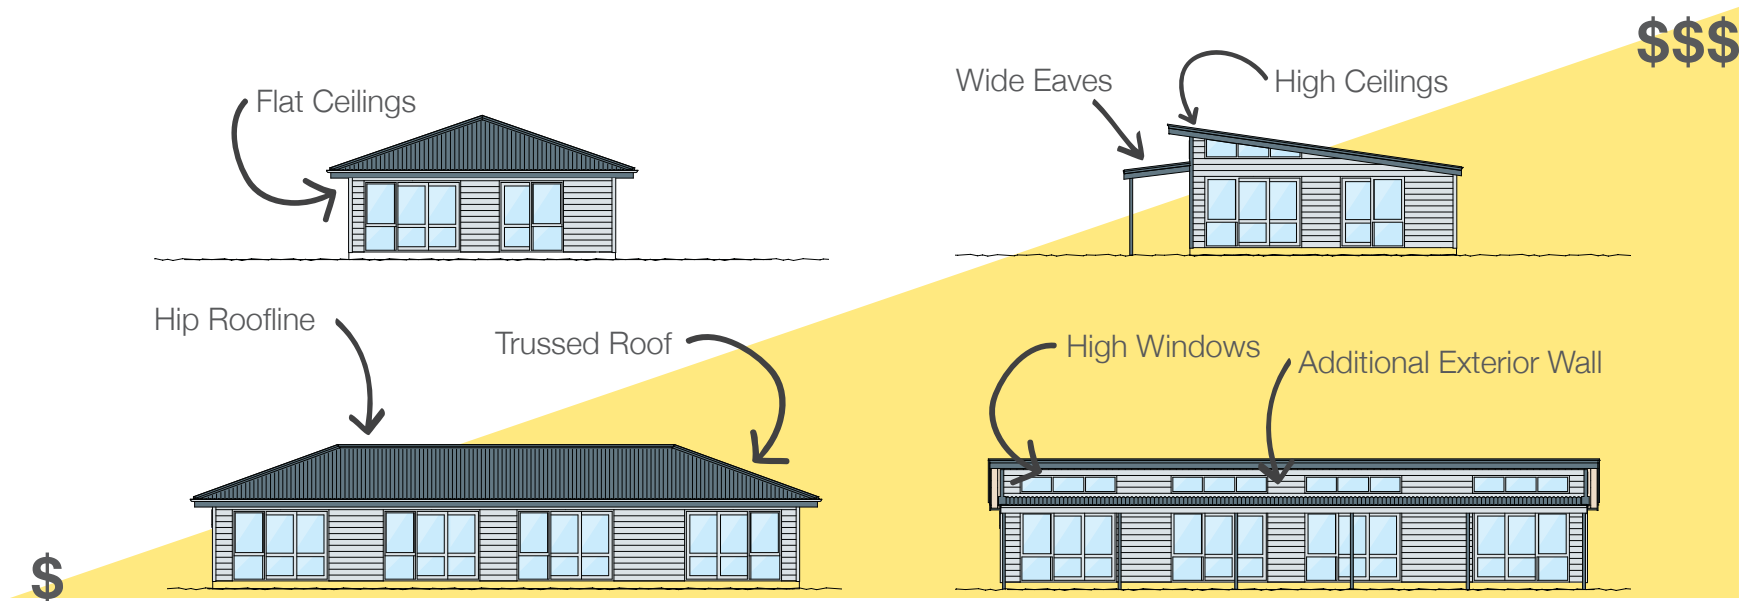 $$$
Wide Eaves
High Ceilings
Flat Ceilings
Hip Roofline
Trussed Roof
High Windows
Additional Exterior Wall
$